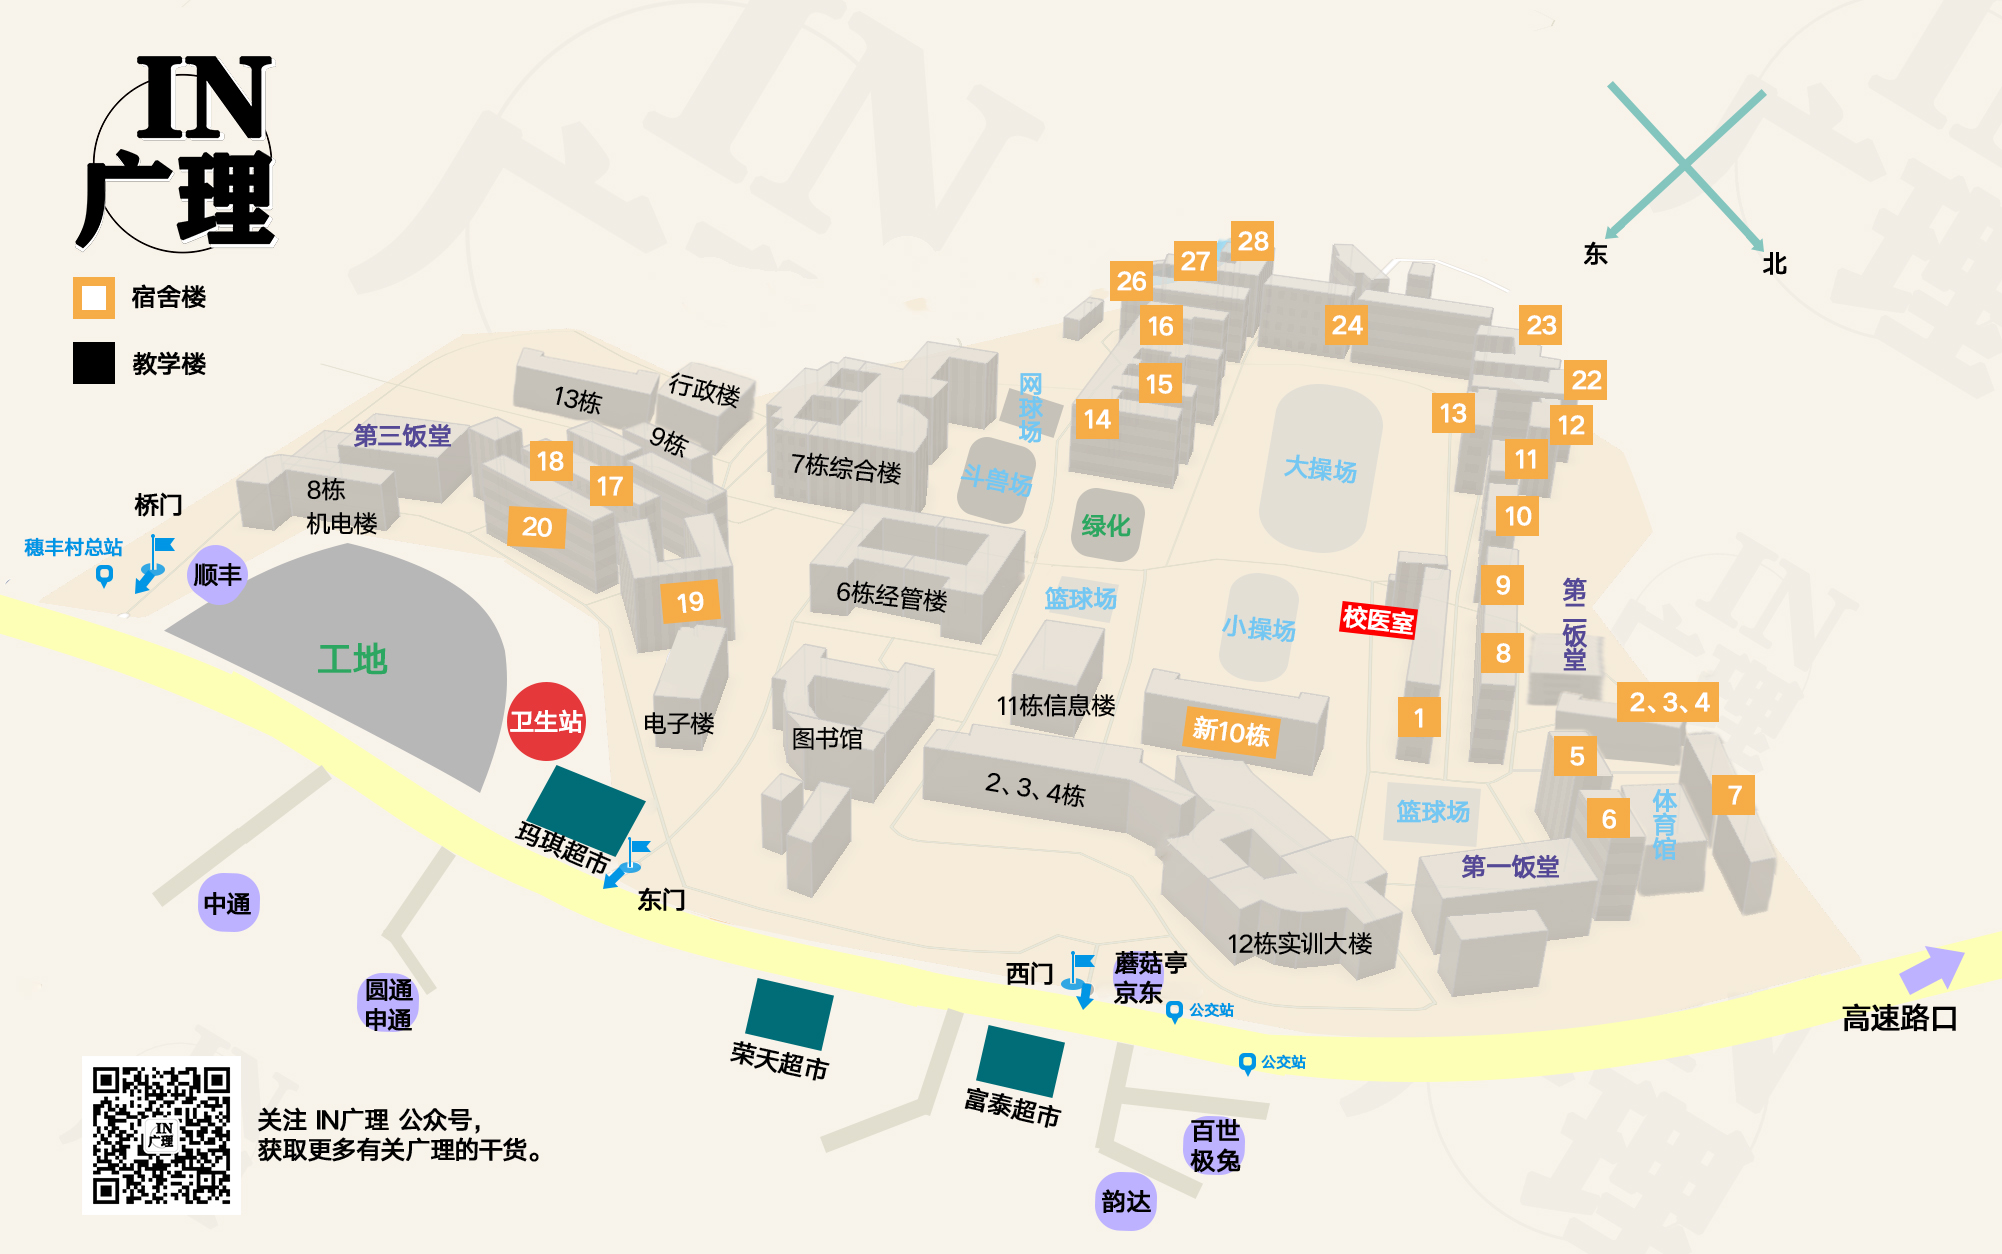 IN
广理
宿舍楼
教学楼
东
北
28
27
26
16
24
23
15
22
14
13
12
11
10
9
8
网球场
斗兽场
大操场
绿化
13栋
行政楼
9栋
7栋综合楼
第三饭堂
18
17
20
8栋
机电楼
桥门
穗丰村总站
顺丰
19
6栋经管楼
篮球场
小操场
校医室
第二饭堂
工地
卫生站
电子楼
图书馆
11栋信息楼
新10栋
1
2、3、4
5
6
7
体育馆
2、3、4栋
篮球场
第一饭堂
12栋实训大楼
玛琪超市
东门
中通
圆通
申通
西门
蘑菇亭
京东
公交站
公交站
高速路口
荣天超市
富泰超市
百世
极兔
韵达
IN
广理
关注 IN广理 公众号，
获取更多有关广理的干货。